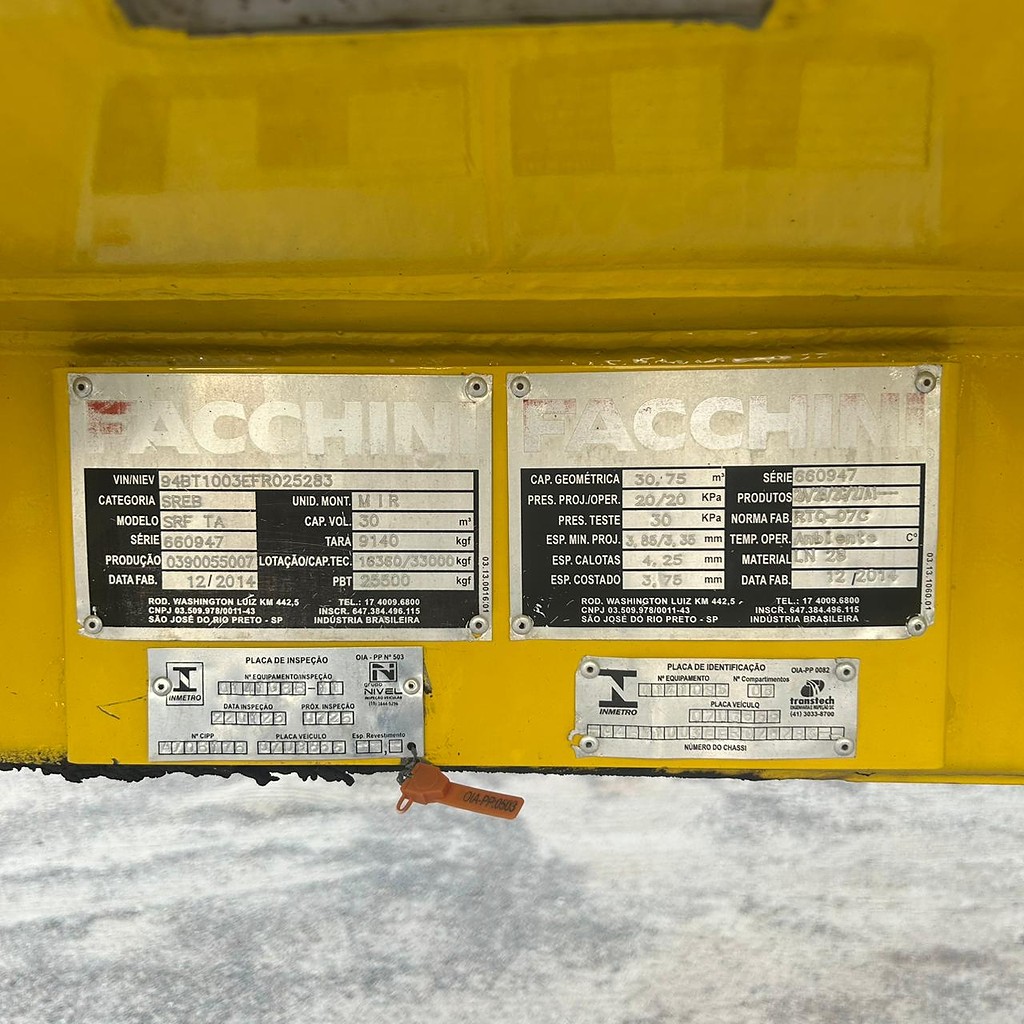 FACCHINI
VIN/NIEV 94BT1003EFR025283
CATEGORIA SREB UNID. MONT. MIR
MODELO SRF TA CAP. VOL. 30 m³
SÉRIE 660947 TARA 9140 kgf
PRODUÇÃO 0390055007 LOTAÇÃO/CAP.TEC. 16360/33000 kgf
DATA FAB. 12/2014 PBT 25500 kgf
ROD. WASHINGTON LUIZ KM 442,5 TEL.: 17 4009.6800
CNPJ 03.509.978/0011-43 INSCR. 647.384.496.115
SÃO JOSÉ DO RIO PRETO - SP INDÚSTRIA BRASILEIRA
03.13.0016.01
FACCHINI
CAP. GEOMÉTRICA 30,75 m³ SÉRIE 660947
PRES. PROJ./OPER. 20/20 KPa PRODUTOS
PRES. TESTE 30 KPa NORMA FAB. RTQ-07C
ESP. MIN. PROJ. 3,85/3,35 mm TEMP. OPER. Ambiente C°
ESP. CALOTAS 4,25 mm MATERIAL LN 28
ESP. COSTADO 3,75 mm DATA FAB. 12/2014
ROD. WASHINGTON LUIZ KM 442,5 TEL.: 17 4009.6800
CNPJ 03.509.978/0011-43 INSCR. 647.384.496.115
SÃO JOSÉ DO RIO PRETO - SP INDÚSTRIA BRASILEIRA
03.13.1060.01
PLACA DE INSPEÇÃO OIA - PP N° 503
INMETRO
N° EQUIPAMENTO/INSPEÇÃO
GRUPO NIVEL
INSPEÇÃO VEICULAR
DATA INSPEÇÃO PRÓX. INSPEÇÃO
N° CIPP PLACA VEÍCULO Esp. Revestimento
OIA-PP.0503
PLACA DE IDENTIFICAÇÃO OIA-PP 0082
INMETRO
N° EQUIPAMENTO N° Compartimentos
PLACA VEÍCULO
transtech
(41) 3033-8700
NÚMERO DO CHASSI